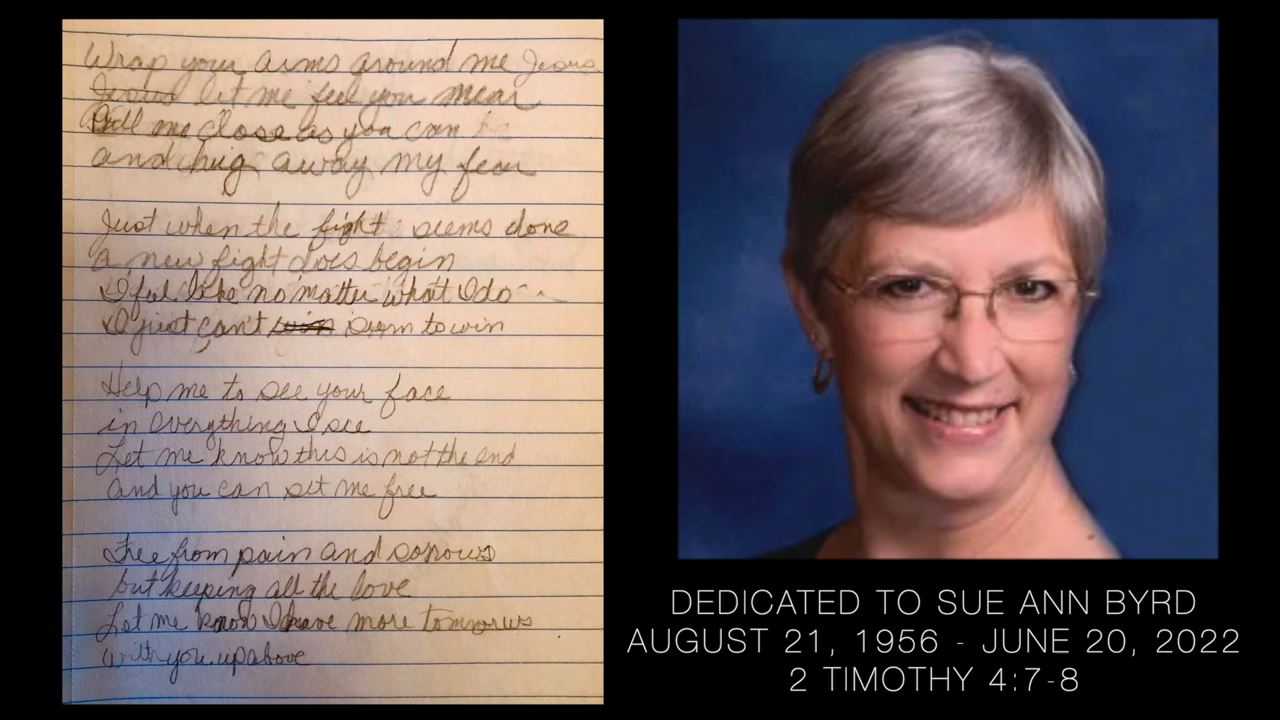 Wrap your arms around me Jesus
Jesus let me feel you near
Pull me close as you can
and hug away my fear
Just when the fight seems done
a new fight does begin
I feel like no matter what I do
I just can't win seem to win
Help me to see your face
in everything I see
Let me know this is not the end
and you can set me free
Free from pain and sorrows
but keeping all the love
Let me know I have more tomorrows
with you up above
DEDICATED TO SUE ANN BYRD
AUGUST 21, 1956 - JUNE 20, 2022
2 TIMOTHY 4:7-8